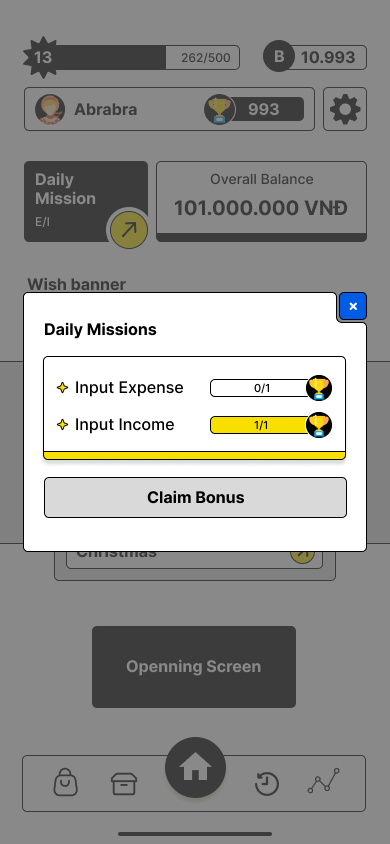 13
262/500
B 10.993
Abrabra
993
Daily
Mission
E/I
Overall Balance
101.000.000 VNĐ
Wish banner
Daily Missions
Input Expense 0/1
Input Income 1/1
Claim Bonus
Christmas
Openning Screen